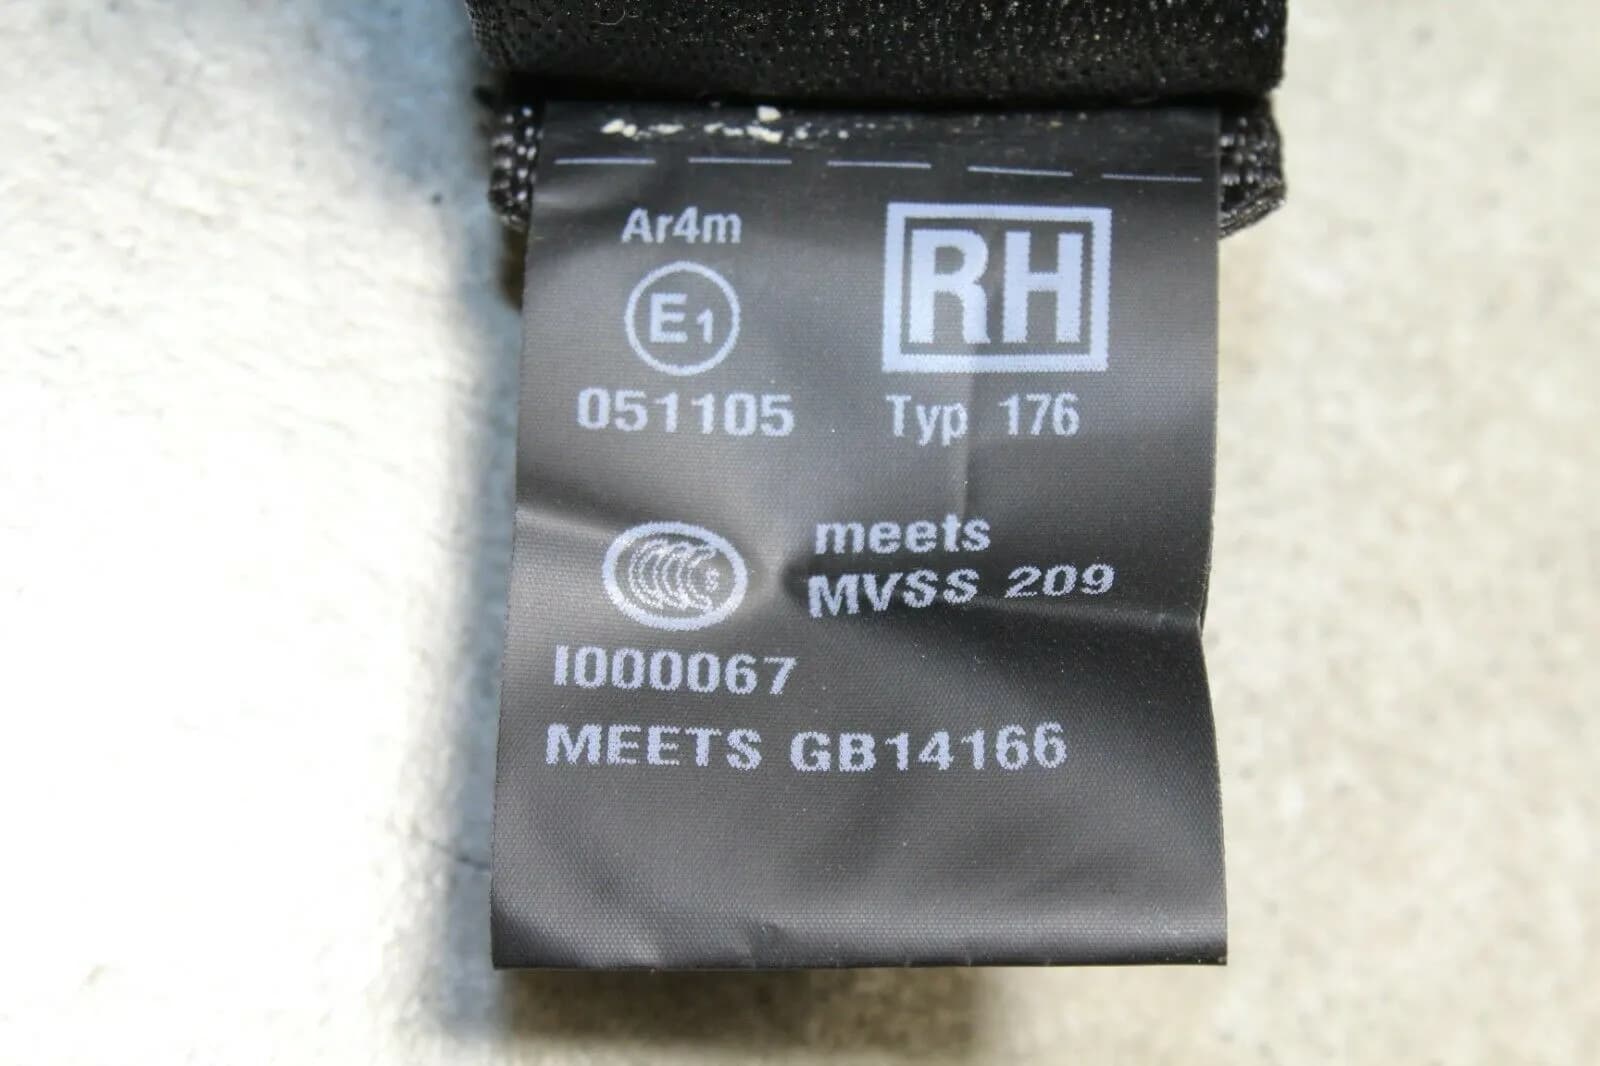 Ar4m
E1
051105
RH
Typ 176
meets
MVSS 209
I000067
MEETS GB14166